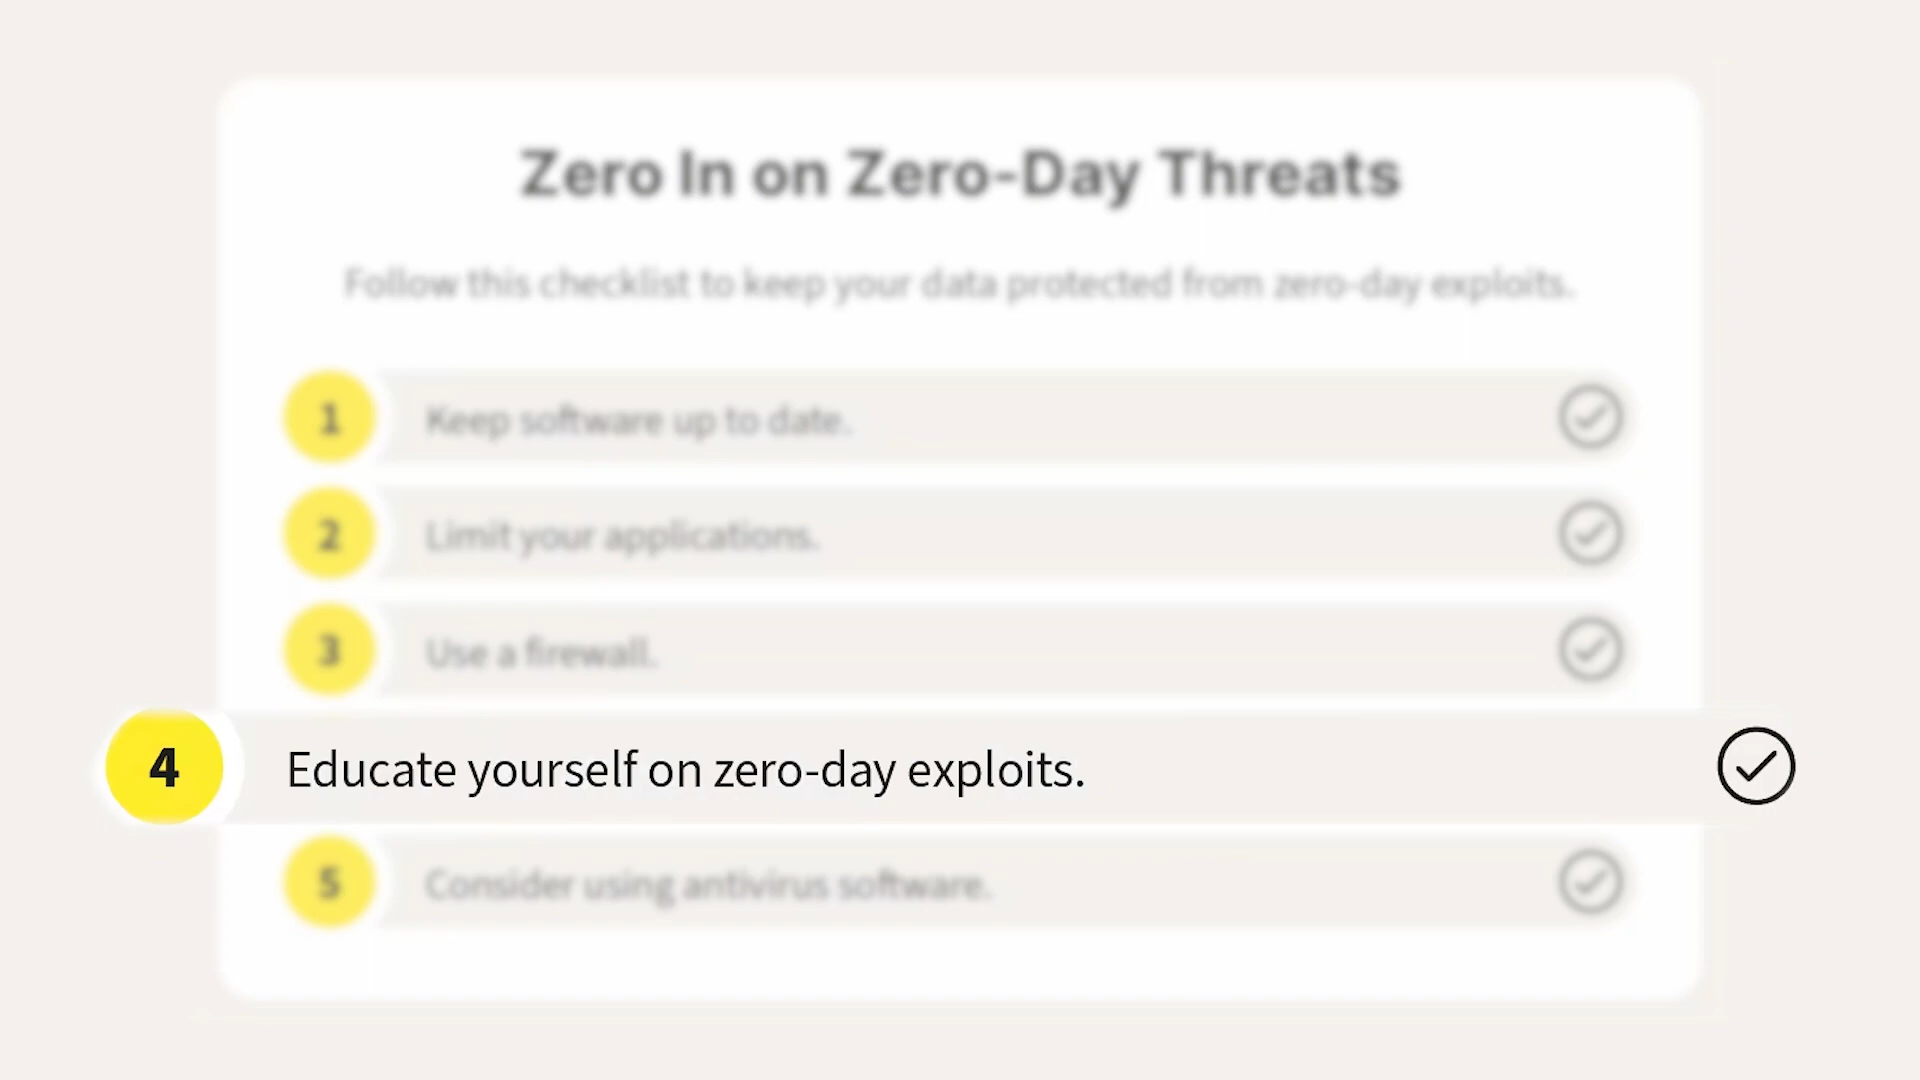 Zero In on Zero-Day Threats
Follow this checklist to keep your data protected from zero-day exploits.
1 Keep software up to date.
2 Limit your applications.
3 Use a firewall.
4 Educate yourself on zero-day exploits.
5 Consider using antivirus software.